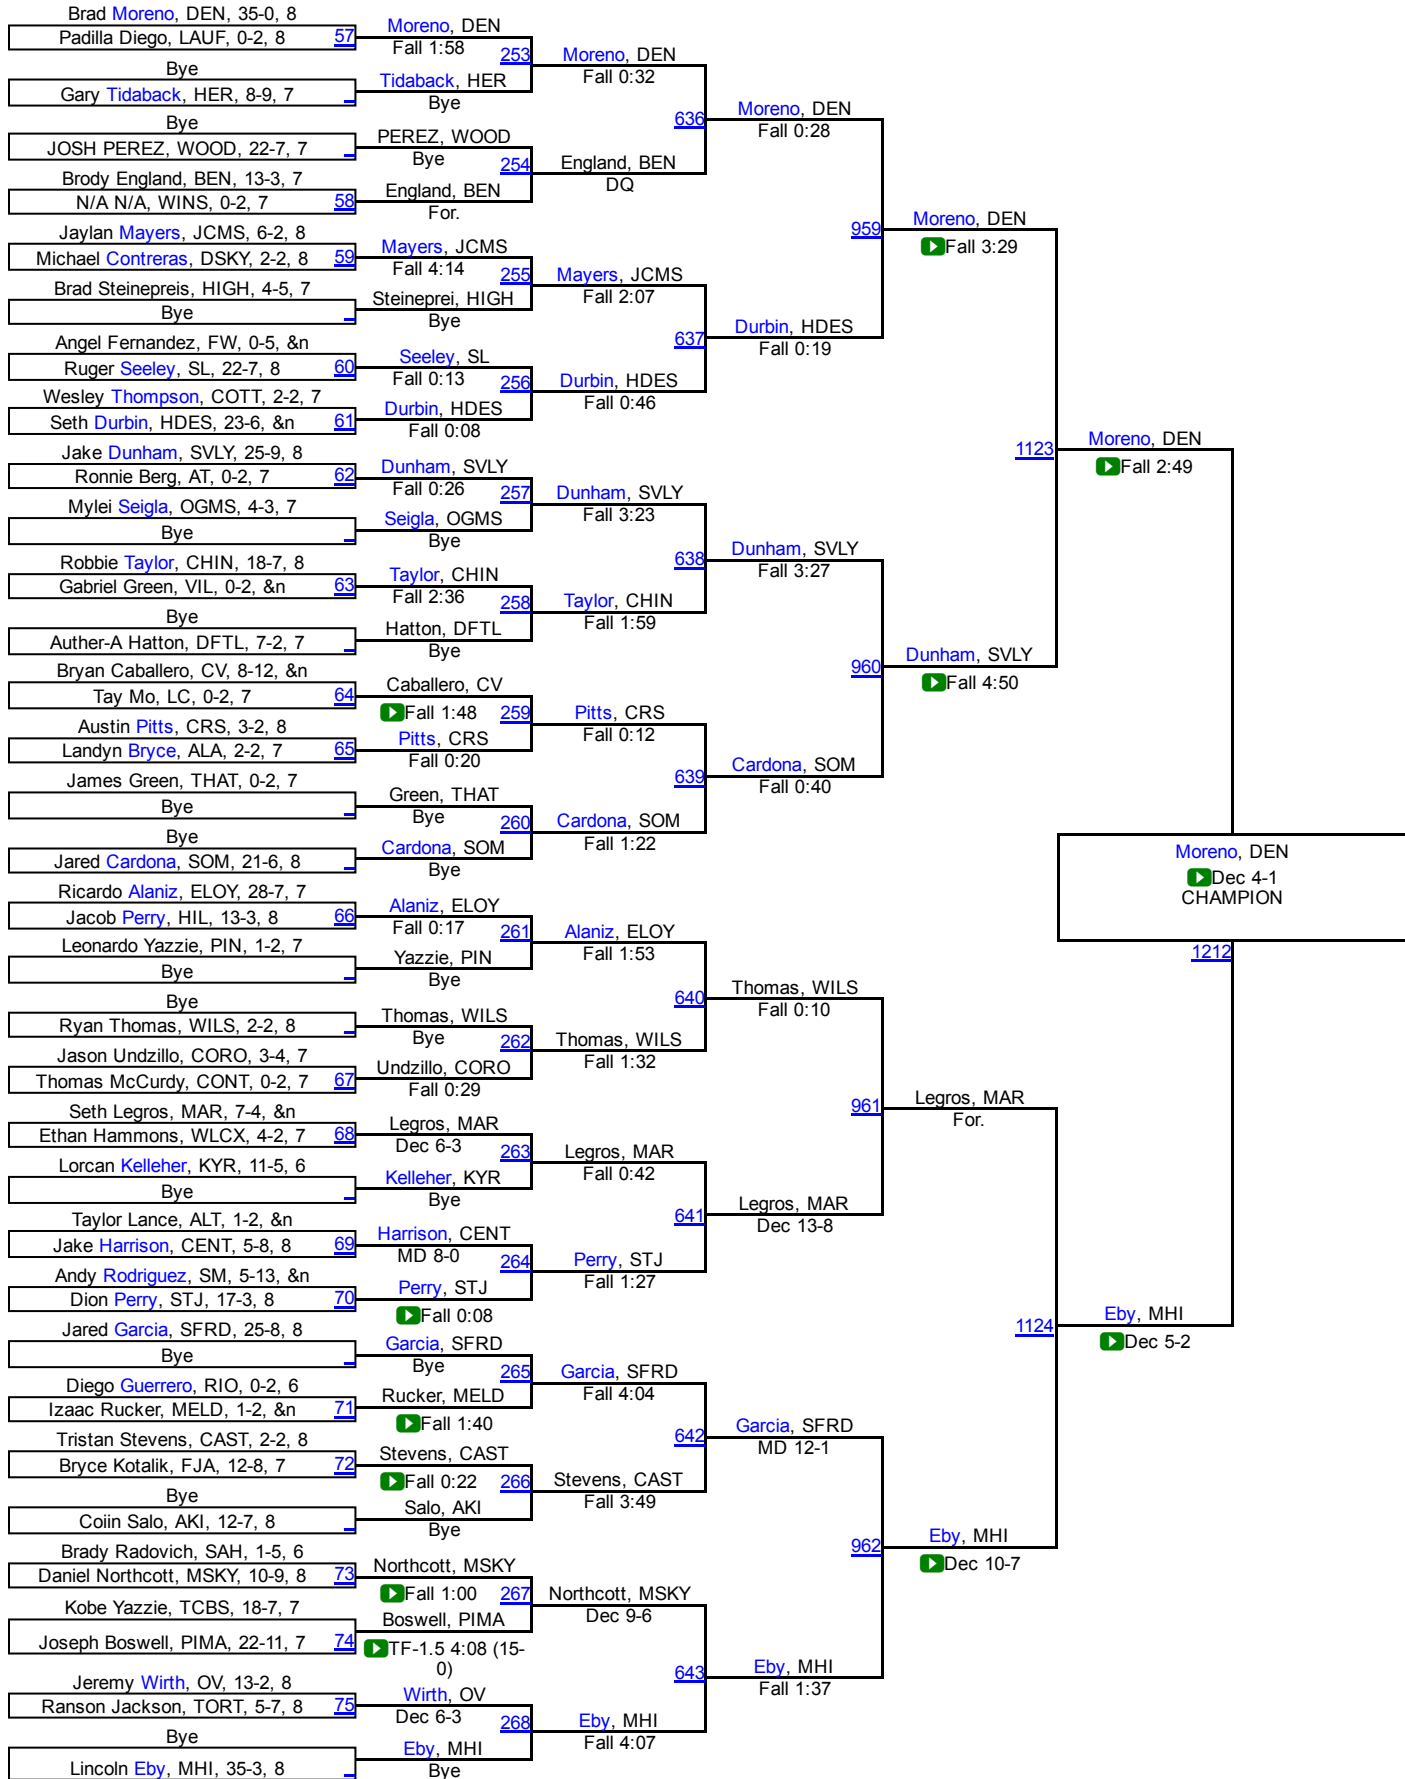 Brad Moreno, DEN, 35-0, 8
Padilla Diego, LAUF, 0-2, 8
57
Bye
Gary Tidaback, HER, 8-9, 7
Bye
JOSH PEREZ, WOOD, 22-7, 7
Brody England, BEN, 13-3, 7
N/A N/A, WINS, 0-2, 7
58
Jaylan Mayers, JCMS, 6-2, 8
Michael Contreras, DSKY, 2-2, 8
59
Brad Steinepreis, HIGH, 4-5, 7
Bye
Angel Fernandez, FW, 0-5, &n
Ruger Seeley, SL, 22-7, 8
60
Wesley Thompson, COTT, 2-2, 7
Seth Durbin, HDES, 23-6, &n
61
Jake Dunham, SVLY, 25-9, 8
Ronnie Berg, AT, 0-2, 7
62
Mylei Seigla, OGMS, 4-3, 7
Bye
Robbie Taylor, CHIN, 18-7, 8
Gabriel Green, VIL, 0-2, &n
63
Bye
Auther-A Hatton, DFTL, 7-2, 7
Bryan Caballero, CV, 8-12, &n
Tay Mo, LC, 0-2, 7
64
Austin Pitts, CRS, 3-2, 8
Landyn Bryce, ALA, 2-2, 7
65
James Green, THAT, 0-2, 7
Bye
Bye
Jared Cardona, SOM, 21-6, 8
Ricardo Alaniz, ELOY, 28-7, 7
Jacob Perry, HIL, 13-3, 8
66
Leonardo Yazzie, PIN, 1-2, 7
Bye
Bye
Ryan Thomas, WILS, 2-2, 8
Jason Undzillo, CORO, 3-4, 7
Thomas McCurdy, CONT, 0-2, 7
67
Seth Legros, MAR, 7-4, &n
Ethan Hammons, WLCX, 4-2, 7
68
Lorcan Kelleher, KYR, 11-5, 6
Bye
Taylor Lance, ALT, 1-2, &n
Jake Harrison, CENT, 5-8, 8
69
Andy Rodriguez, SM, 5-13, &n
Dion Perry, STJ, 17-3, 8
70
Jared Garcia, SFRD, 25-8, 8
Bye
Diego Guerrero, RIO, 0-2, 6
Izaac Rucker, MELD, 1-2, &n
71
Tristan Stevens, CAST, 2-2, 8
Bryce Kotalik, FJA, 12-8, 7
72
Bye
Coiin Salo, AKI, 12-7, 8
Brady Radovich, SAH, 1-5, 6
Daniel Northcott, MSKY, 10-9, 8
73
Kobe Yazzie, TCBS, 18-7, 7
Joseph Boswell, PIMA, 22-11, 7
74
Jeremy Wirth, OV, 13-2, 8
Ranson Jackson, TORT, 5-7, 8
75
Bye
Lincoln Eby, MHI, 35-3, 8
Moreno, DEN
Fall 1:58
253
Tidaback, HER
Bye
PEREZ, WOOD
Bye
254
England, BEN
For.
Mayers, JCMS
Fall 4:14
255
Steineprei, HIGH
Bye
Seeley, SL
Fall 0:13
256
Durbin, HDES
Fall 0:08
Dunham, SVLY
Fall 0:26
257
Seigla, OGMS
Bye
Taylor, CHIN
Fall 2:36
258
Hatton, DFTL
Bye
Caballero, CV
Fall 1:48
259
Pitts, CRS
Fall 0:20
Green, THAT
Bye
260
Cardona, SOM
Bye
Alaniz, ELOY
Fall 0:17
261
Yazzie, PIN
Bye
Thomas, WILS
Bye
262
Undzillo, CORO
Fall 0:29
Legros, MAR
Dec 6-3
263
Kelleher, KYR
Bye
Harrison, CENT
MD 8-0
264
Perry, STJ
Fall 0:08
Garcia, SFRD
Bye
265
Rucker, MELD
Fall 1:40
Stevens, CAST
Fall 0:22
266
Salo, AKI
Bye
Northcott, MSKY
Fall 1:00
267
Boswell, PIMA
TF-1.5 4:08 (15-
0)
Wirth, OV
Dec 6-3
268
Eby, MHI
Bye
Moreno, DEN
Fall 0:32
636
England, BEN
DQ
Mayers, JCMS
Fall 2:07
637
Durbin, HDES
Fall 0:46
Dunham, SVLY
Fall 3:23
638
Taylor, CHIN
Fall 1:59
Pitts, CRS
Fall 0:12
639
Cardona, SOM
Fall 1:22
Alaniz, ELOY
Fall 1:53
640
Thomas, WILS
Fall 1:32
Legros, MAR
Fall 0:42
641
Perry, STJ
Fall 1:27
Garcia, SFRD
Fall 4:04
642
Stevens, CAST
Fall 3:49
Northcott, MSKY
Dec 9-6
643
Eby, MHI
Fall 4:07
Moreno, DEN
Fall 0:28
959
Durbin, HDES
Fall 0:19
Dunham, SVLY
Fall 3:27
960
Cardona, SOM
Fall 0:40
Thomas, WILS
Fall 0:10
961
Legros, MAR
Dec 13-8
Garcia, SFRD
MD 12-1
962
Eby, MHI
Fall 1:37
Moreno, DEN
Fall 3:29
1123
Dunham, SVLY
Fall 4:50
Legros, MAR
For.
1124
Eby, MHI
Dec 10-7
Moreno, DEN
Fall 2:49
Eby, MHI
Dec 5-2
Moreno, DEN
Dec 4-1
CHAMPION
1212